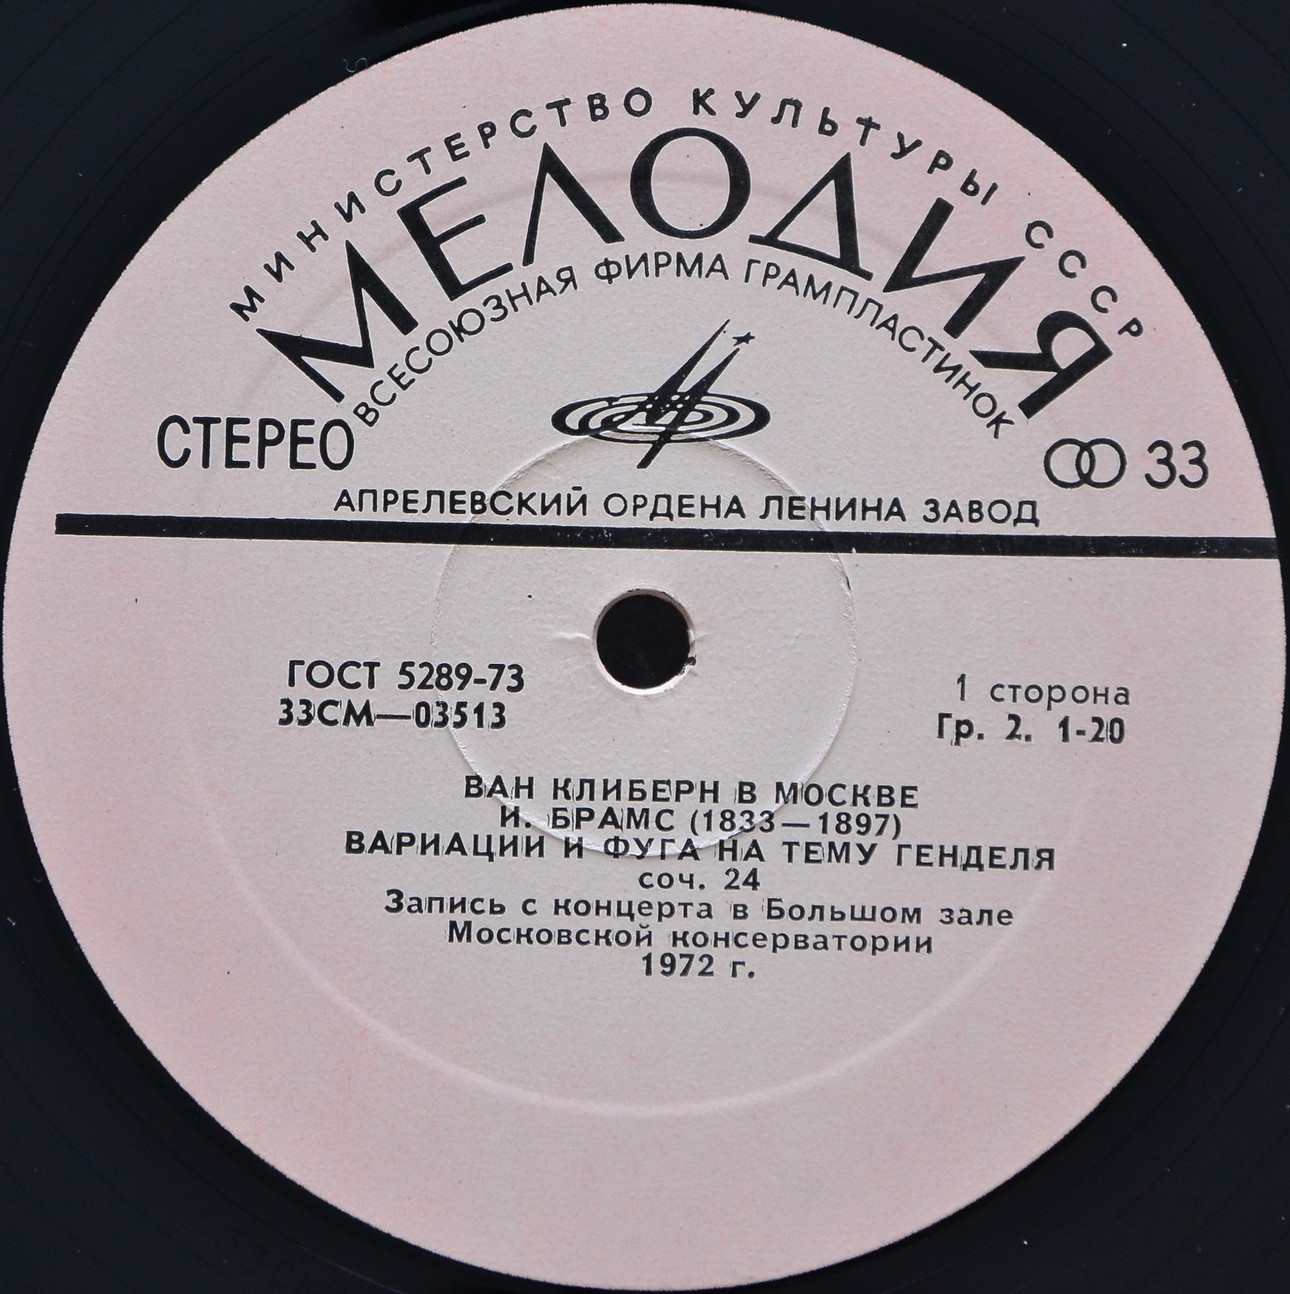 МИНИСТЕРСТВО КУЛЬТУРЫ СССР
МЕЛОДИЯ
ВСЕСОЮЗНАЯ ФИРМА ГРАМПЛАСТИНОК
СТЕРЕО
33
АПРЕЛЕВСКИЙ ОРДЕНА ЛЕНИНА ЗАВОД
ГОСТ 5289-73
33СМ—03513
1 сторона
Гр. 2. 1-20
ВАН КЛИБЕРН В МОСКВЕ
И. БРАМС (1833—1897)
ВАРИАЦИИ И ФУГА НА ТЕМУ ГЕНДЕЛЯ
соч. 24
Запись с концерта в Большом зале
Московской консерватории
1972 г.